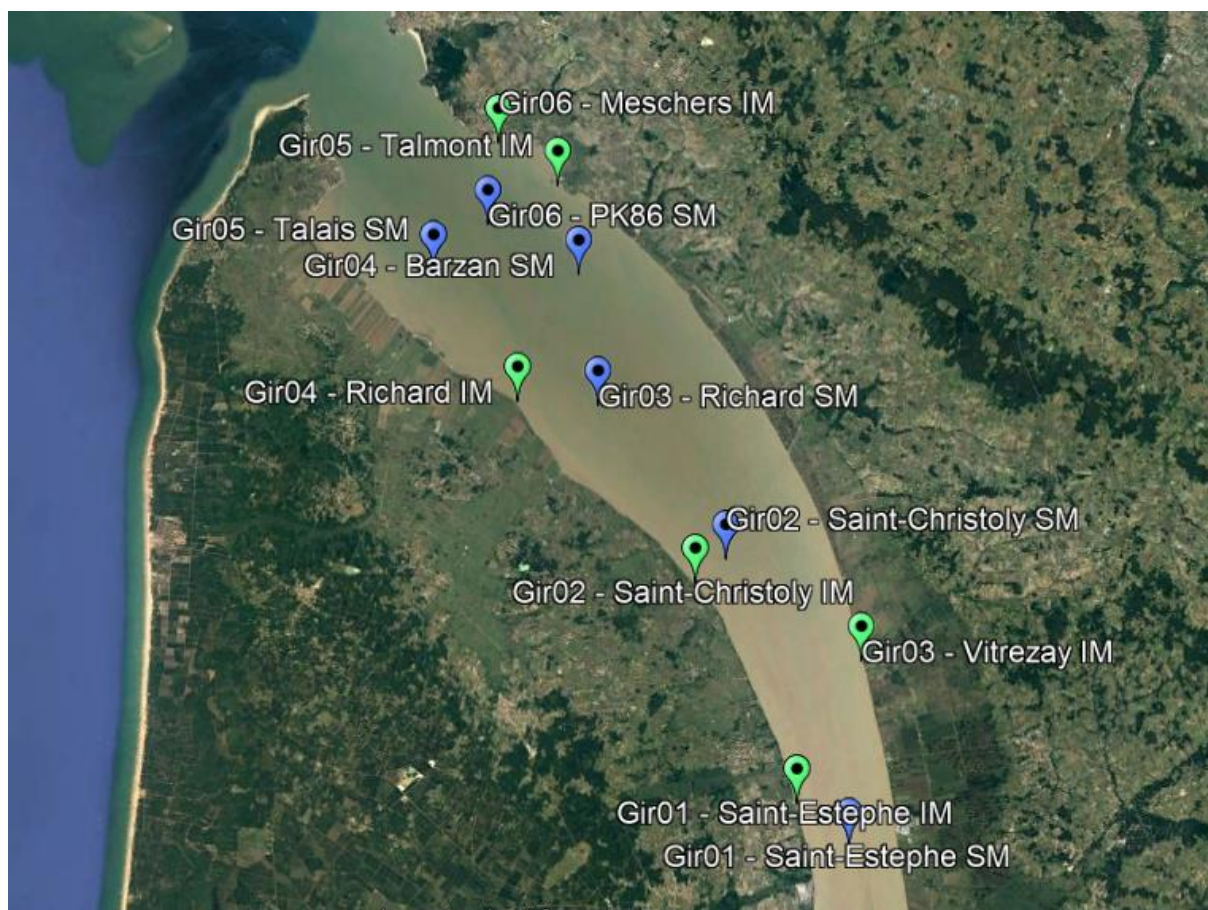 Gir06 - Meschers IM
Gir05 - Talmont IM
Gir06 - PK86 SM
Gir05 - Talais SM
Gir04 - Barzan SM
Gir04 - Richard IM
Gir03 - Richard SM
Gir02 - Saint-Christoly SM
Gir02 - Saint-Christoly IM
Gir03 - Vitrezay IM
Gir01 - Saint-Estephe IM
Gir01 - Saint-Estephe SM